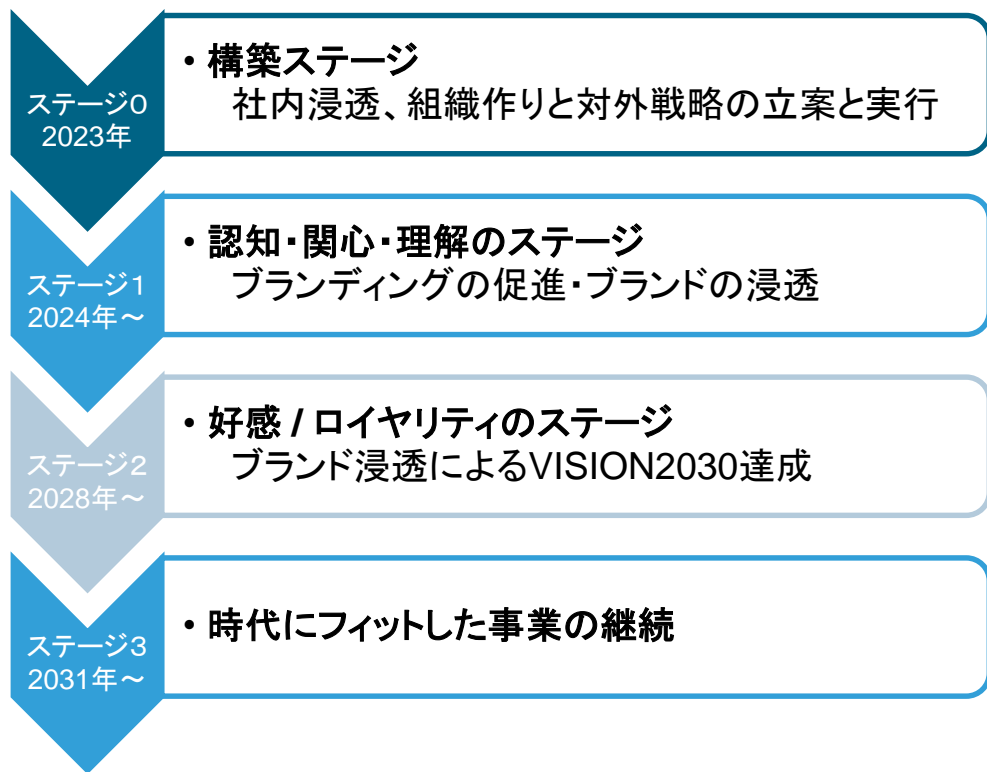 ステージ0
2023年
・構築ステージ
社内浸透、組織作りと対外戦略の立案と実行
ステージ1
2024年～
・認知・関心・理解のステージ
ブランディングの促進・ブランドの浸透
ステージ2
2028年～
・好感 / ロイヤリティのステージ
ブランド浸透によるVISION2030達成
ステージ3
2031年～
・時代にフィットした事業の継続